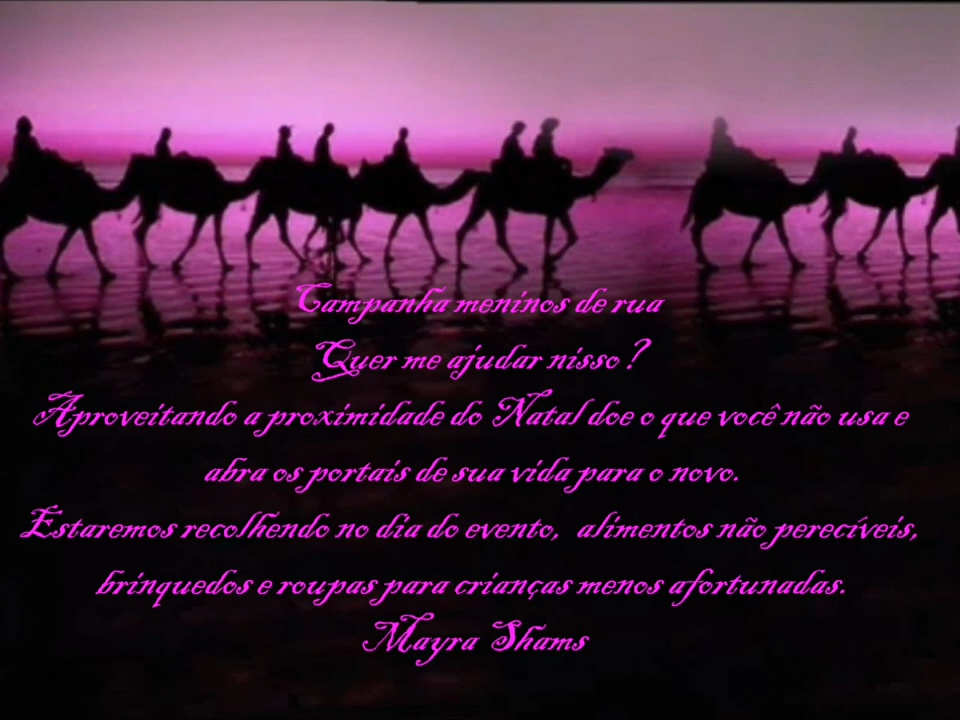 Campanha meninos de rua
Quer me ajudar nisso ?
Aproveitando a proximidade do Natal doe o que você não usa e
abra os portais de sua vida para o novo.
Estaremos recolhendo no dia do evento, alimentos não perecíveis,
brinquedos e roupas para crianças menos afortunadas.
Mayra Shams